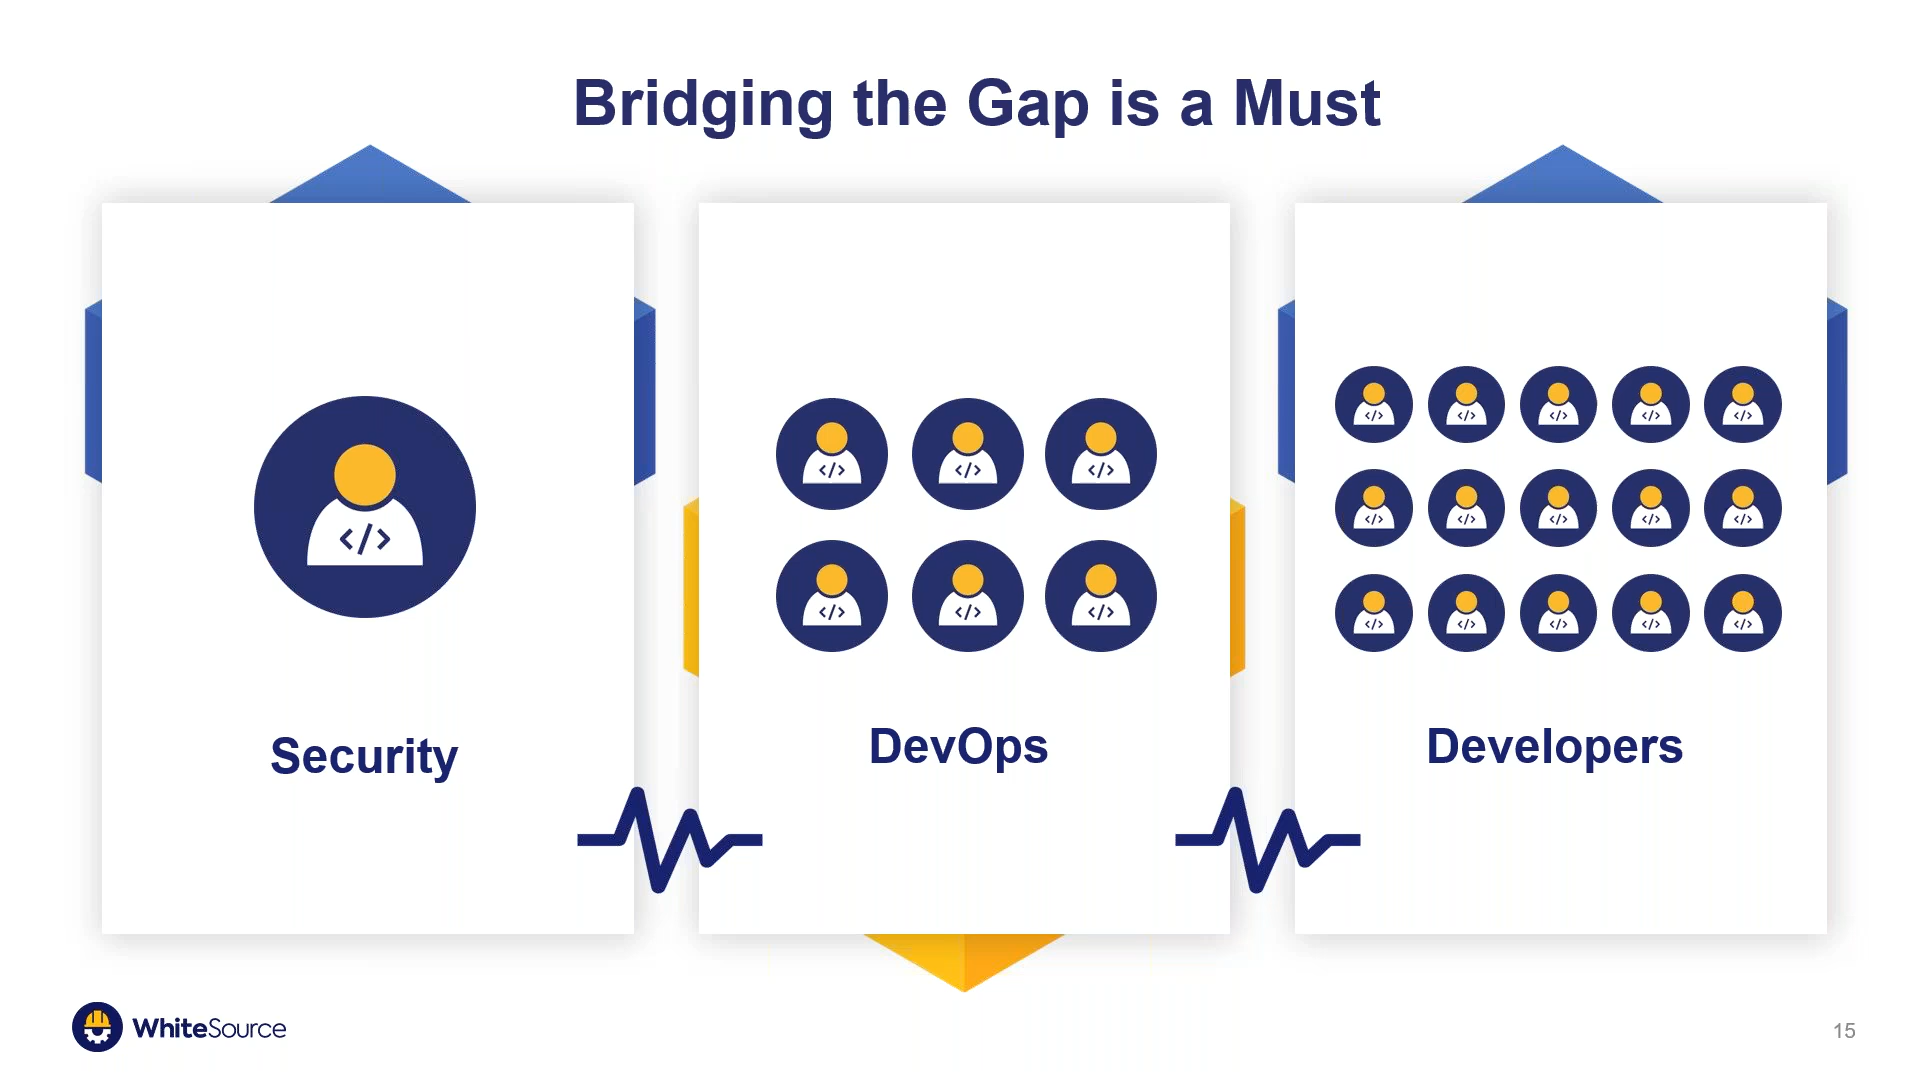 Bridging the Gap is a Must
</>
</> </> </>
</> </> </>
</> </> </> </> </>
</> </> </> </> </>
</> </> </> </> </>
Security
DevOps
Developers
WhiteSource
15